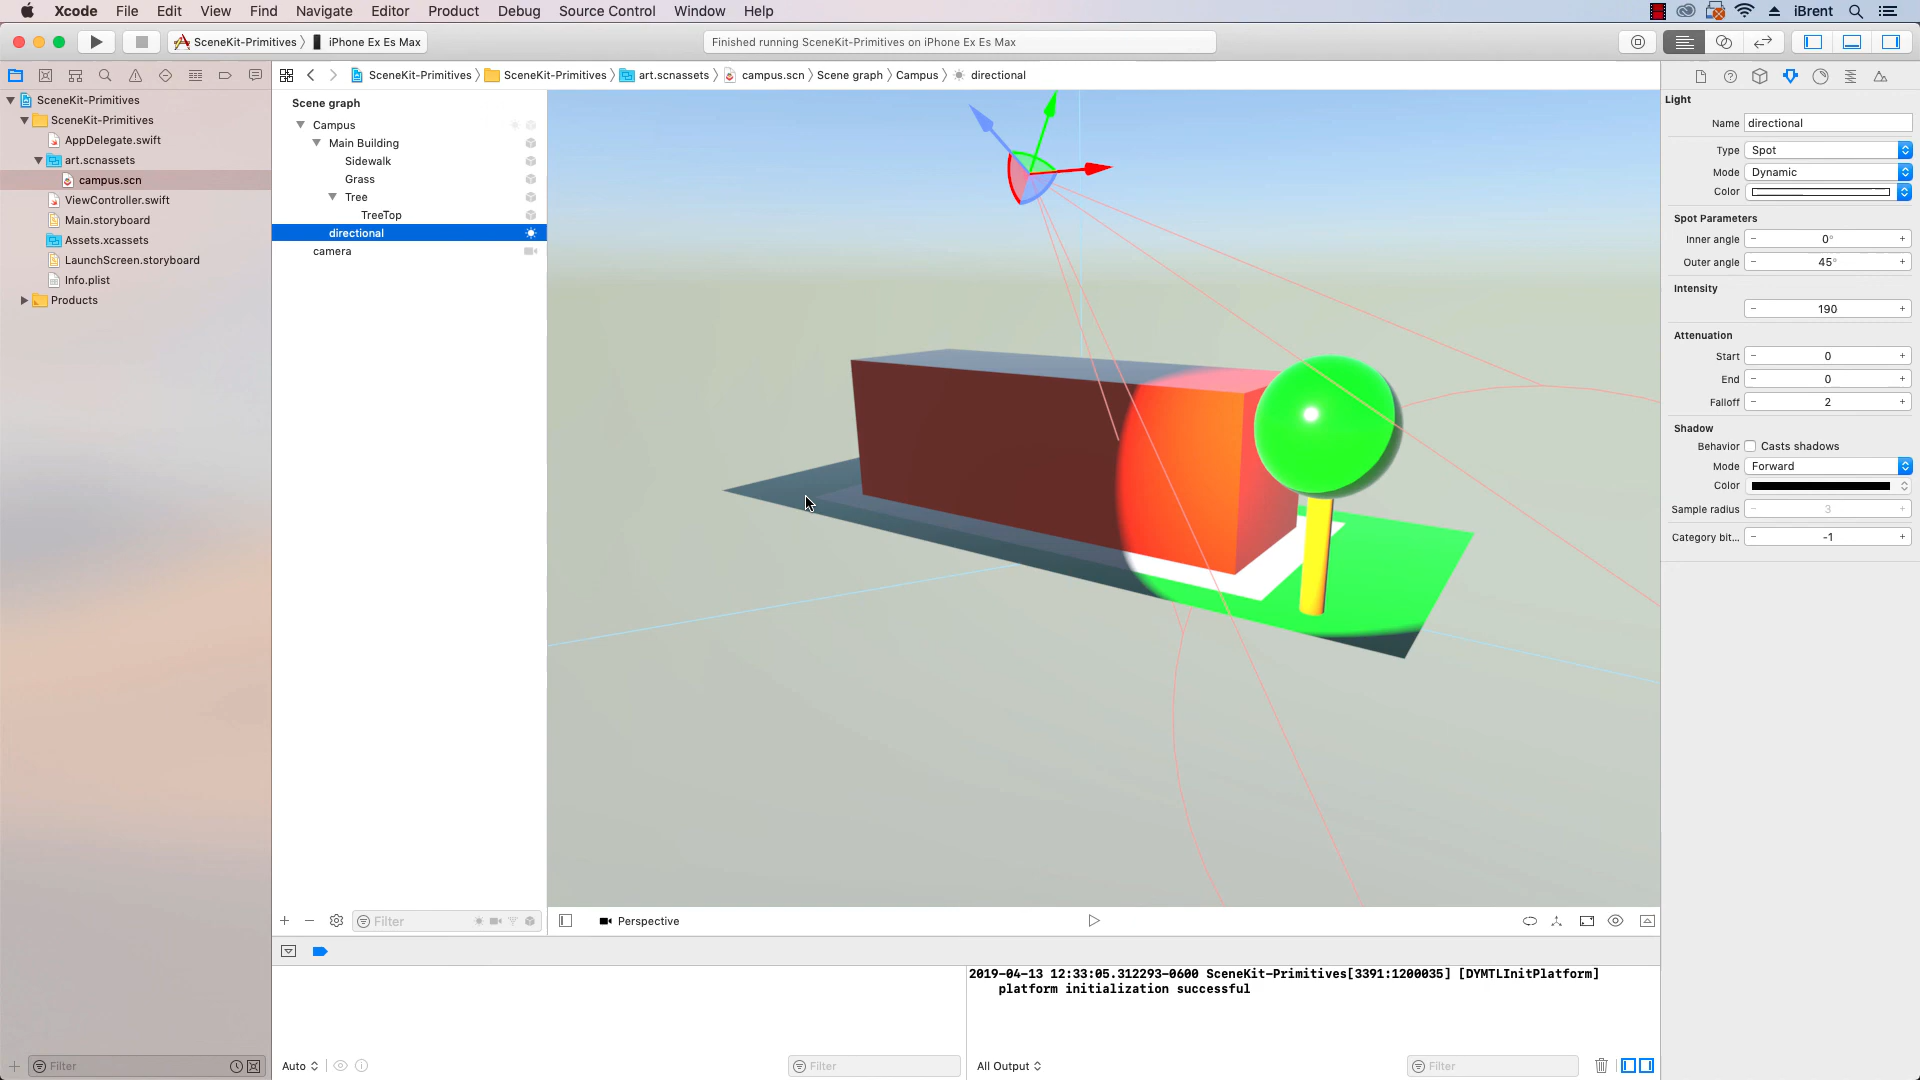 Xcode File Edit View Find Navigate Editor Product Debug Source Control Window Help iBrent
SceneKit-Primitives iPhone Ex Es Max Finished running SceneKit-Primitives on iPhone Ex Es Max
SceneKit-Primitives SceneKit-Primitives art.scnassets campus.scn Scene graph Campus directional
SceneKit-Primitives
SceneKit-Primitives
AppDelegate.swift
art.scnassets
campus.scn
ViewController.swift
Main.storyboard
Assets.xcassets
LaunchScreen.storyboard
Info.plist
Products
Filter
Scene graph
Campus
Main Building
Sidewalk
Grass
Tree
TreeTop
directional
camera
Filter
Perspective
Light
Name directional
Type Spot
Mode Dynamic
Color
Spot Parameters
Inner angle − 0° +
Outer angle − 45° +
Intensity
− 190 +
Attenuation
Start − 0 +
End − 0 +
Falloff − 2 +
Shadow
Behavior Casts shadows
Mode Forward
Color
Sample radius − 3 +
Category bit... − -1 +
2019-04-13 12:33:05.312293-0600 SceneKit-Primitives[3391:1200035] [DYMTLInitPlatform]
platform initialization successful
Auto Filter All Output Filter